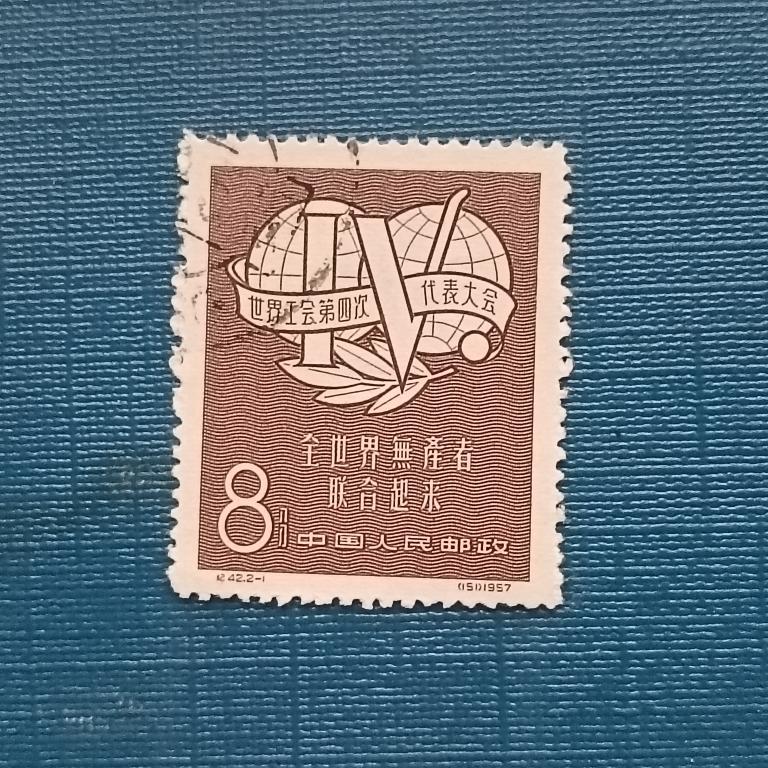 IV.
世界工会第四次
代表大会
全世界無產者
联合起来
8分 中国人民邮政
纪42.2-1 (151)1957